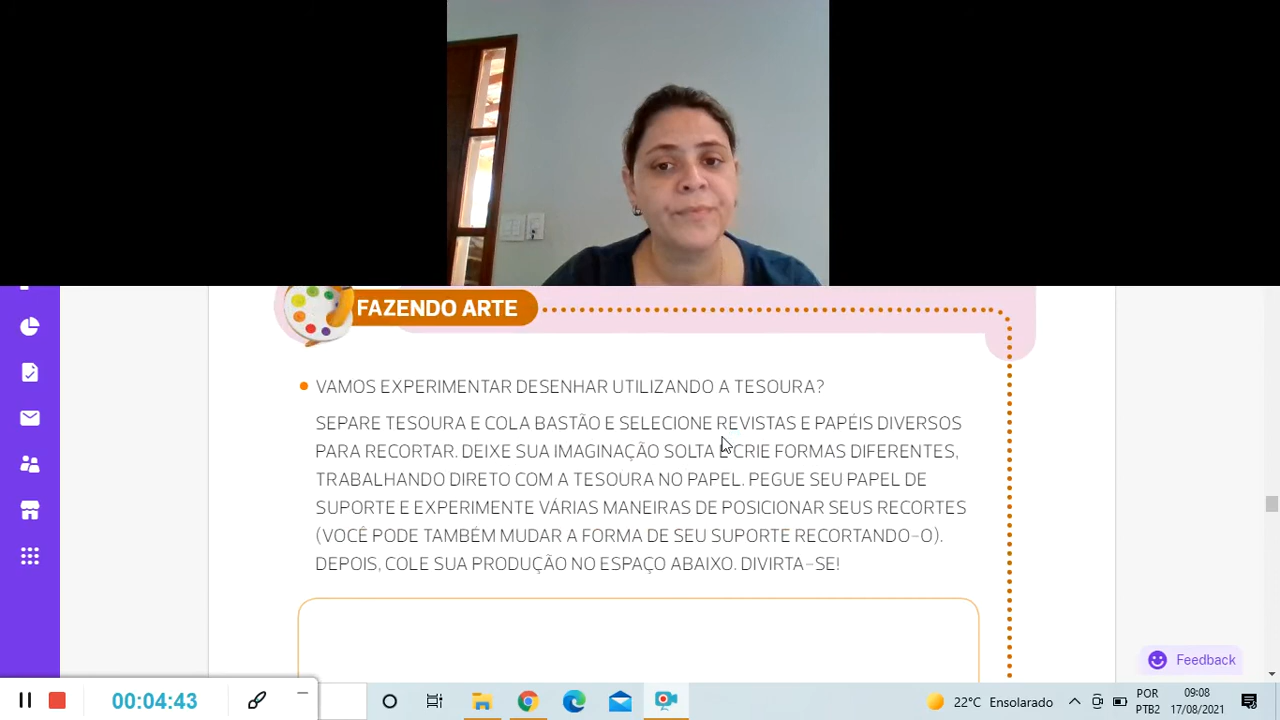 FAZENDO ARTE
VAMOS EXPERIMENTAR DESENHAR UTILIZANDO A TESOURA?
SEPARE TESOURA E COLA BASTÃO E SELECIONE REVISTAS E PAPÉIS DIVERSOS
PARA RECORTAR. DEIXE SUA IMAGINAÇÃO SOLTA E CRIE FORMAS DIFERENTES,
TRABALHANDO DIRETO COM A TESOURA NO PAPEL. PEGUE SEU PAPEL DE
SUPORTE E EXPERIMENTE VÁRIAS MANEIRAS DE POSICIONAR SEUS RECORTES
(VOCÊ PODE TAMBÉM MUDAR A FORMA DE SEU SUPORTE RECORTANDO-O).
DEPOIS, COLE SUA PRODUÇÃO NO ESPAÇO ABAIXO. DIVIRTA-SE!
Feedback
00:04:43
22°C Ensolarado
POR
PTB2
09:08
17/08/2021